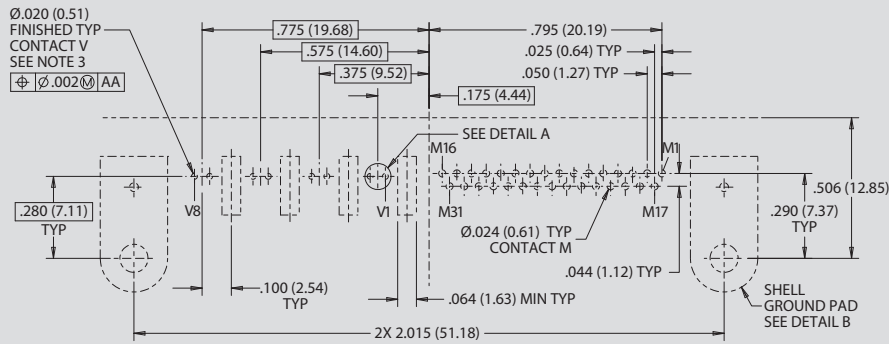 Ø.020 (0.51)
FINISHED TYP
CONTACT V
SEE NOTE 3
⌖ Ø.002Ⓜ AA
.775 (19.68)
.575 (14.60)
.375 (9.52)
.175 (4.44)
.795 (20.19)
.025 (0.64) TYP
.050 (1.27) TYP
SEE DETAIL A
M16
M1
.280 (7.11)
TYP
V8
V1
M31
M17
Ø.024 (0.61) TYP
CONTACT M
.044 (1.12) TYP
.506 (12.85)
.290 (7.37)
TYP
.100 (2.54)
TYP
.064 (1.63) MIN TYP
SHELL
GROUND PAD
SEE DETAIL B
2X 2.015 (51.18)